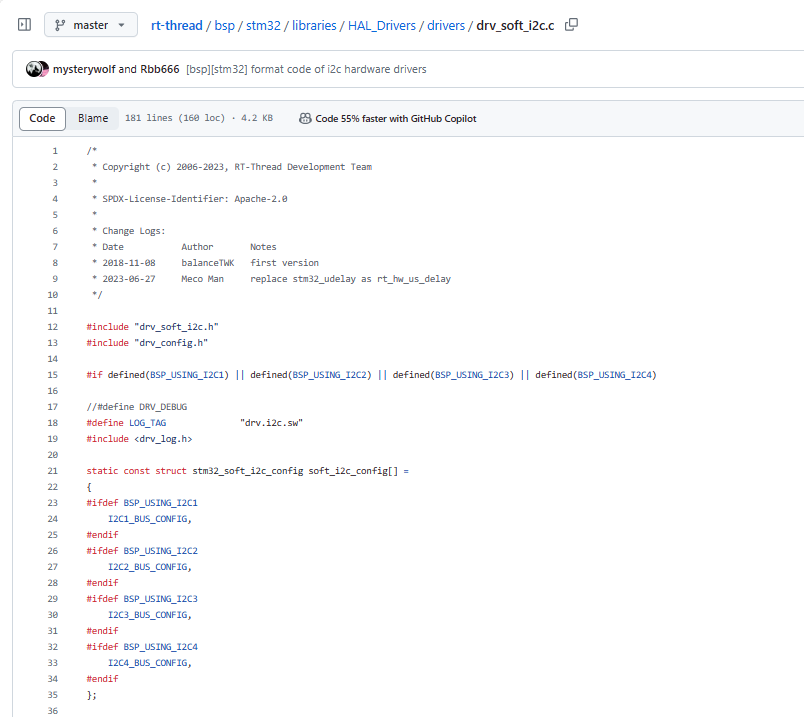 master rt-thread / bsp / stm32 / libraries / HAL_Drivers / drivers / drv_soft_i2c.c
mysterywolf and Rbb666 [bsp][stm32] format code of i2c hardware drivers
Code Blame 181 lines (160 loc) · 4.2 KB Code 55% faster with GitHub Copilot
1 /*
2 * Copyright (c) 2006-2023, RT-Thread Development Team
3 *
4 * SPDX-License-Identifier: Apache-2.0
5 *
6 * Change Logs:
7 * Date Author Notes
8 * 2018-11-08 balanceTWK first version
9 * 2023-06-27 Meco Man replace stm32_udelay as rt_hw_us_delay
10 */
11
12 #include "drv_soft_i2c.h"
13 #include "drv_config.h"
14
15 #if defined(BSP_USING_I2C1) || defined(BSP_USING_I2C2) || defined(BSP_USING_I2C3) || defined(BSP_USING_I2C4)
16
17 //#define DRV_DEBUG
18 #define LOG_TAG "drv.i2c.sw"
19 #include <drv_log.h>
20
21 static const struct stm32_soft_i2c_config soft_i2c_config[] =
22 {
23 #ifdef BSP_USING_I2C1
24 I2C1_BUS_CONFIG,
25 #endif
26 #ifdef BSP_USING_I2C2
27 I2C2_BUS_CONFIG,
28 #endif
29 #ifdef BSP_USING_I2C3
30 I2C3_BUS_CONFIG,
31 #endif
32 #ifdef BSP_USING_I2C4
33 I2C4_BUS_CONFIG,
34 #endif
35 };
36